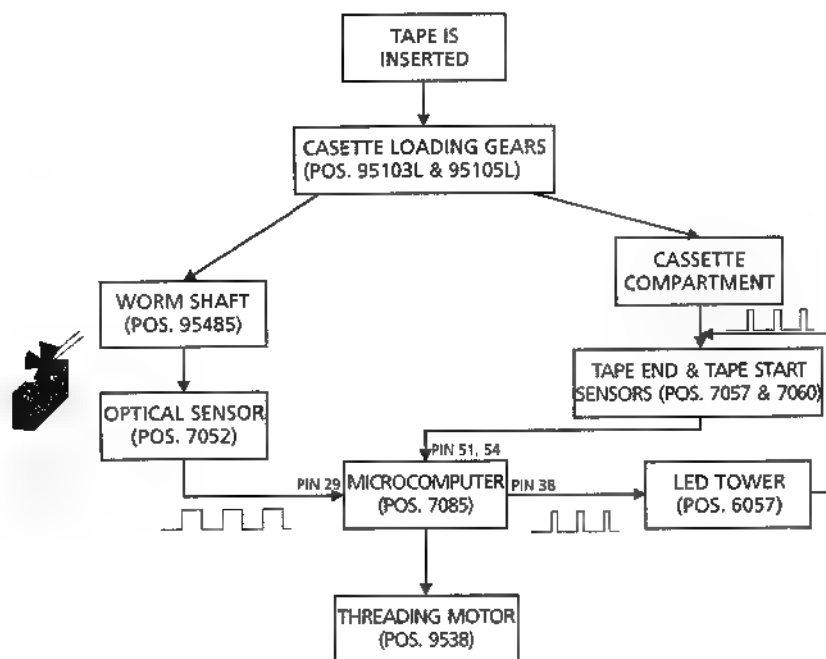 TAPE IS
INSERTED
CASETTE LOADING GEARS
(POS. 95103L & 95105L)
CASSETTE
COMPARTMENT
WORM SHAFT
(POS. 95485)
TAPE END & TAPE START
SENSORS (POS. 7057 & 7060)
OPTICAL SENSOR
(POS. 7052)
PIN 51, 54
PIN 29
MICROCOMPUTER
(POS. 7085)
PIN 38
LED TOWER
(POS. 6057)
THREADING MOTOR
(POS. 9538)